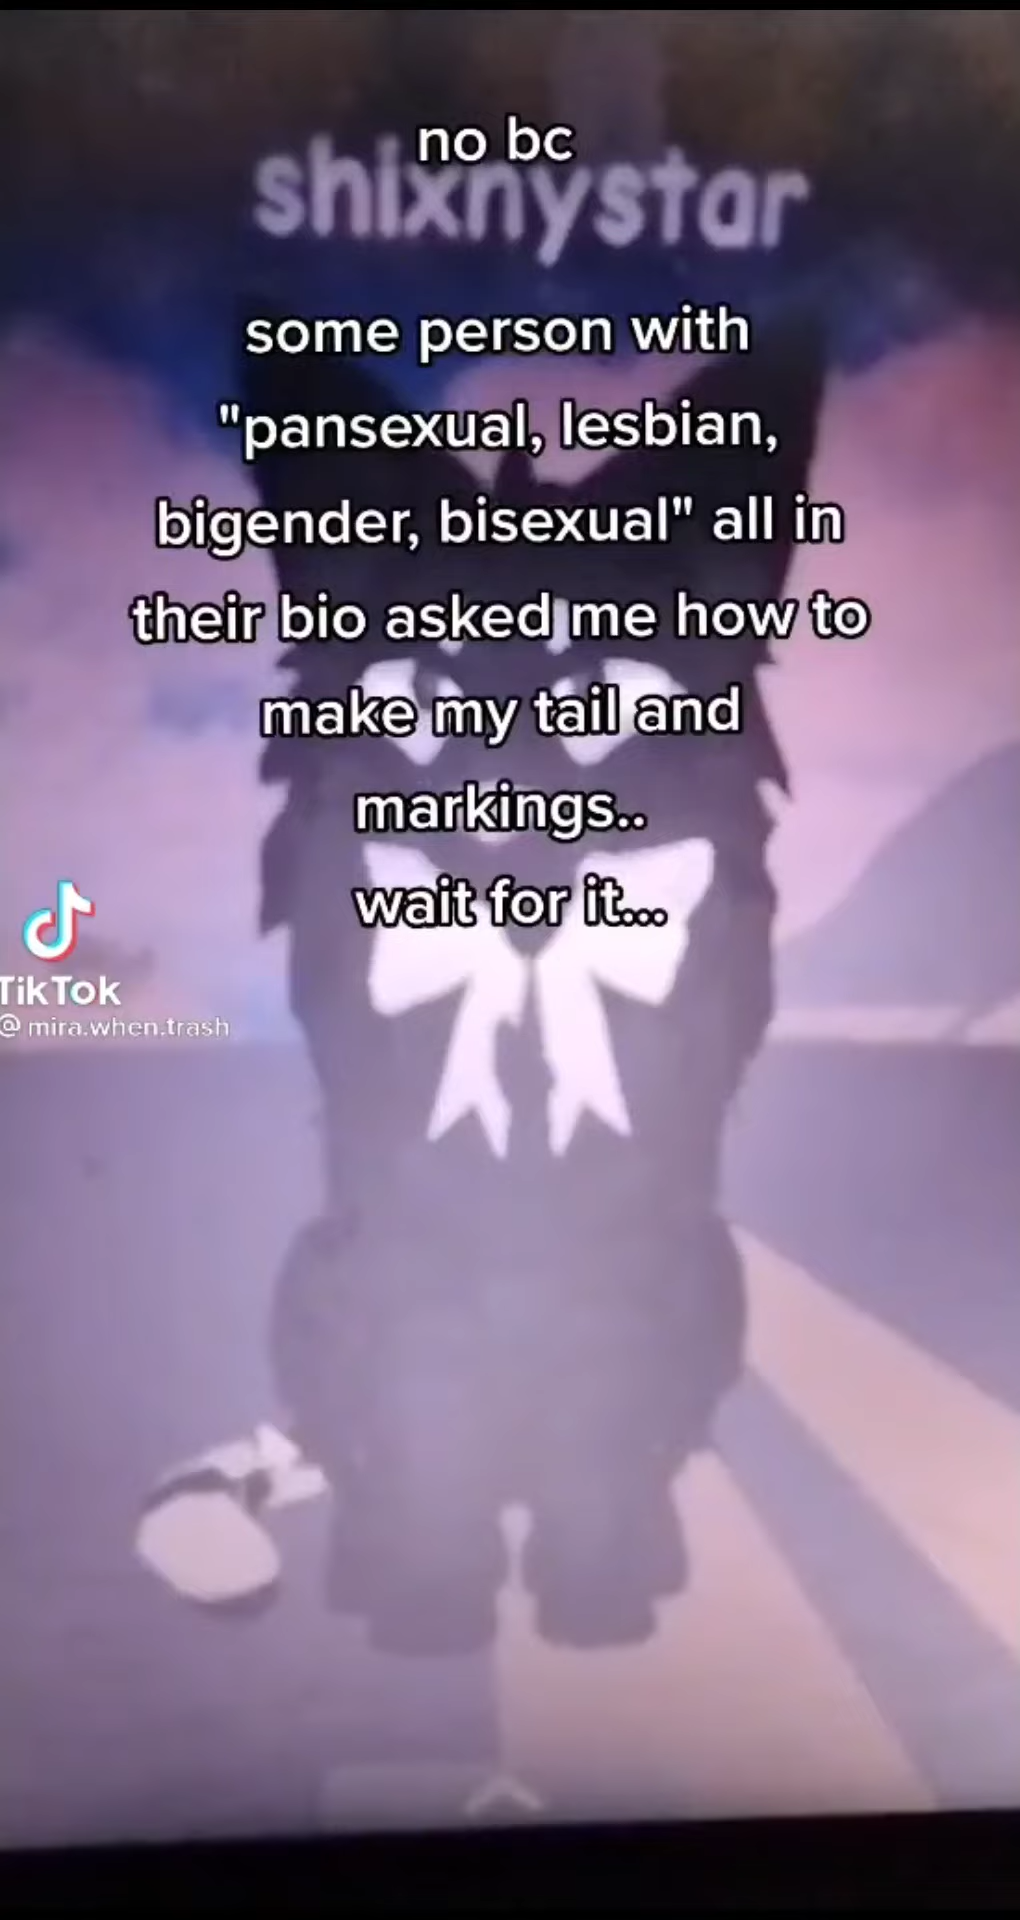 no bc
shixnystar
some person with
"pansexual, lesbian,
bigender, bisexual" all in
their bio asked me how to
make my tail and
markings..
wait for it...
TikTok
@ mira.when.trash